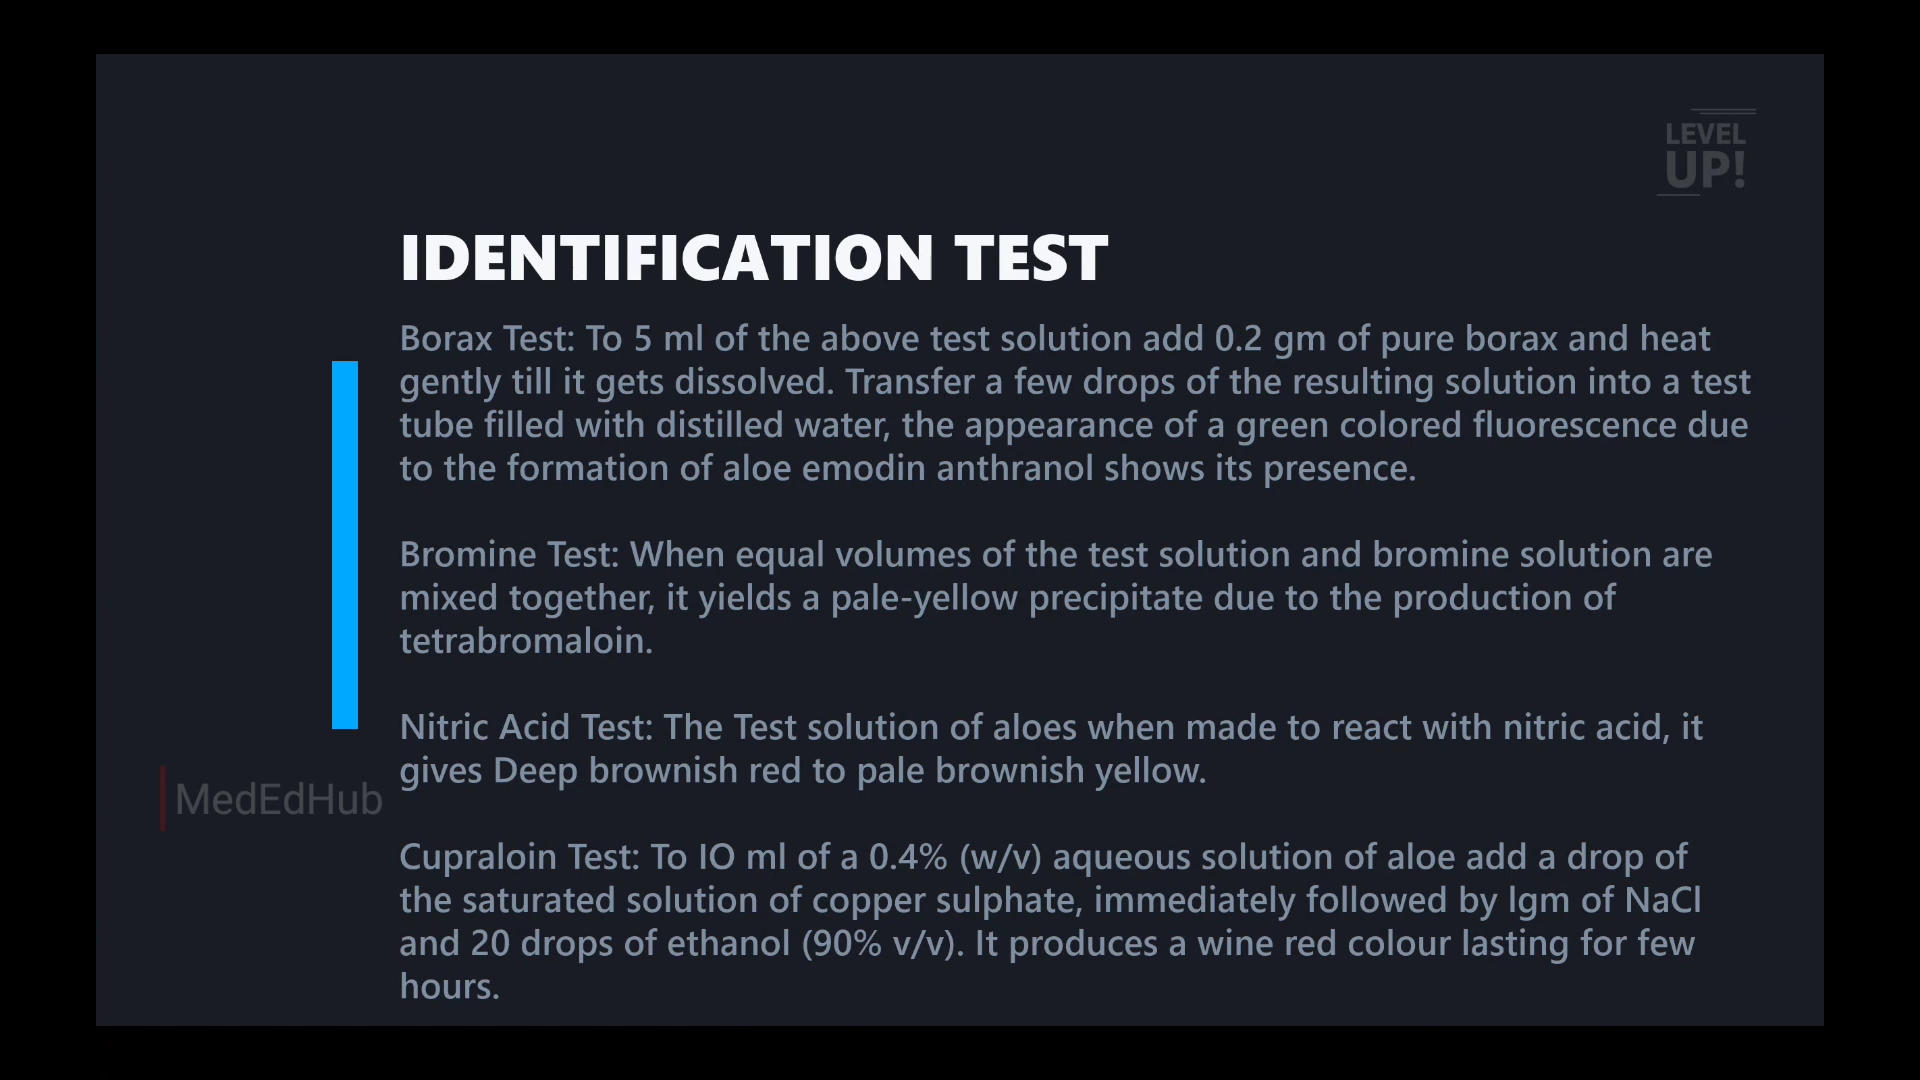 LEVEL
UP!
IDENTIFICATION TEST
Borax Test: To 5 ml of the above test solution add 0.2 gm of pure borax and heat
gently till it gets dissolved. Transfer a few drops of the resulting solution into a test
tube filled with distilled water, the appearance of a green colored fluorescence due
to the formation of aloe emodin anthranol shows its presence.
Bromine Test: When equal volumes of the test solution and bromine solution are
mixed together, it yields a pale-yellow precipitate due to the production of
tetrabromaloin.
Nitric Acid Test: The Test solution of aloes when made to react with nitric acid, it
gives Deep brownish red to pale brownish yellow.
MedEdHub
Cupraloin Test: To IO ml of a 0.4% (w/v) aqueous solution of aloe add a drop of
the saturated solution of copper sulphate, immediately followed by lgm of NaCl
and 20 drops of ethanol (90% v/v). It produces a wine red colour lasting for few
hours.